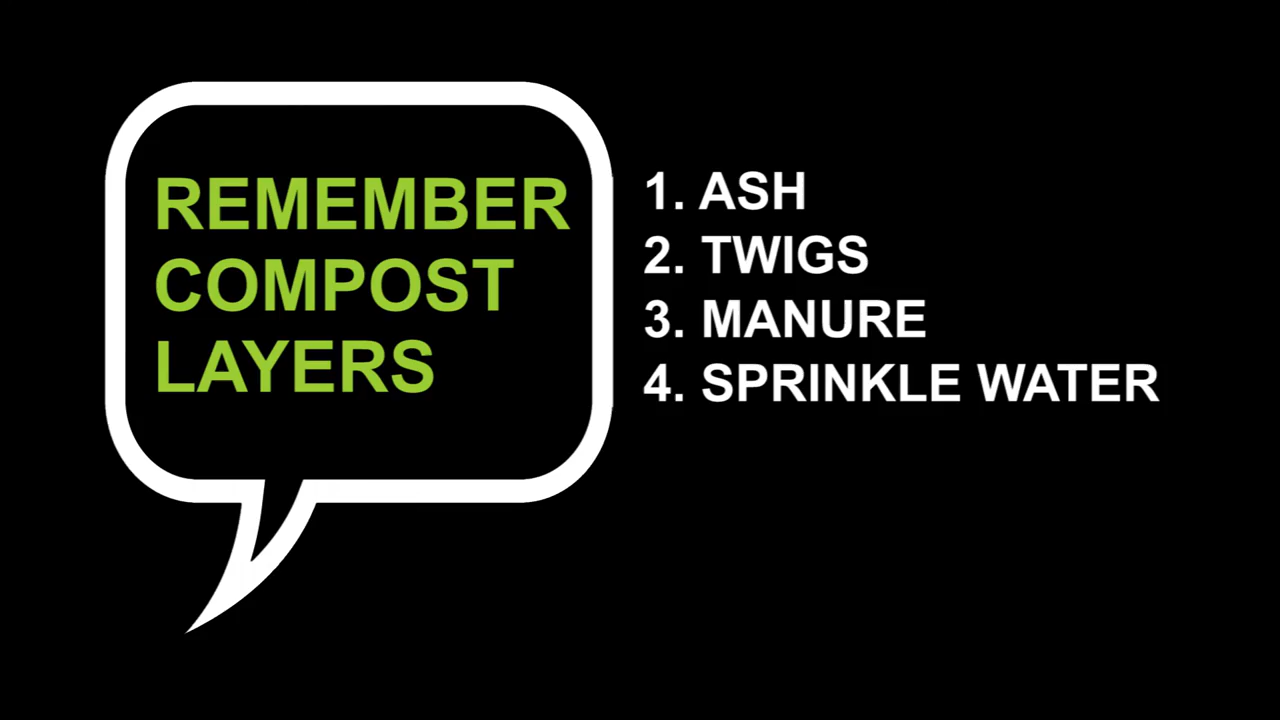 REMEMBER
COMPOST
LAYERS
1. ASH
2. TWIGS
3. MANURE
4. SPRINKLE WATER